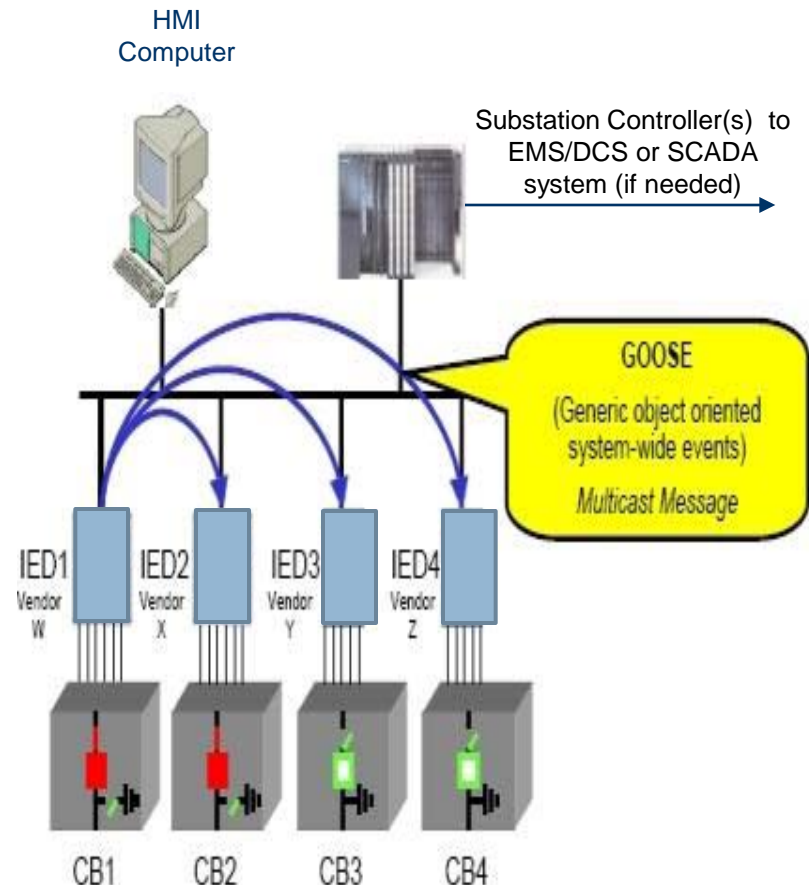 HMI
Computer
Substation Controller(s) to
EMS/DCS or SCADA
system (if needed)
GOOSE
(Generic object oriented
system-wide events)
Multicast Message
IED1
Vendor
W
IED2
Vendor
X
IED3
Vendor
Y
IED4
Vendor
Z
CB1
CB2
CB3
CB4